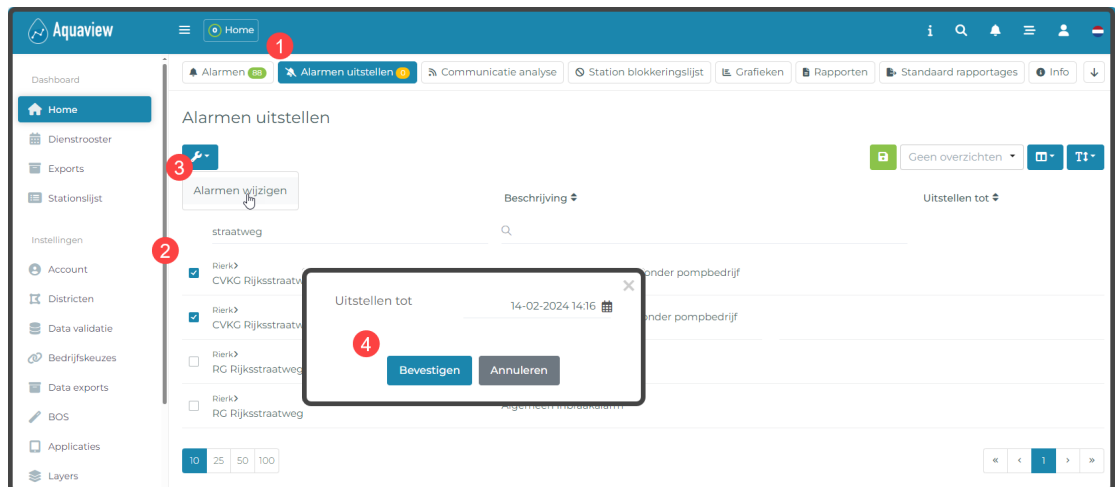 Aquaview
0 Home
1
Dashboard
Home
Dienstrooster
Exports
Stationslijst
Instellingen
Account
Districten
Data validatie
Bedrijfskeuzes
Data exports
BOS
Applicaties
Layers
Alarmen 88 Alarmen uitstellen 0 Communicatie analyse Station blokkeringslijst Grafieken Rapporten Standaard rapportages Info
Alarmen uitstellen
3
Geen overzichten
Alarmen wijzigen
Beschrijving Uitstellen tot
straatweg
2
Rierk>
CVKG Rijksstraatw onder pompbedrijf
Rierk>
CVKG Rijksstraatw onder pompbedrijf
Rierk>
RG Rijksstraatweg
Rierk>
RG Rijksstraatweg
Uitstellen tot 14-02-2024 14:16
4
Bevestigen Annuleren
10 25 50 100
« < 1 > »